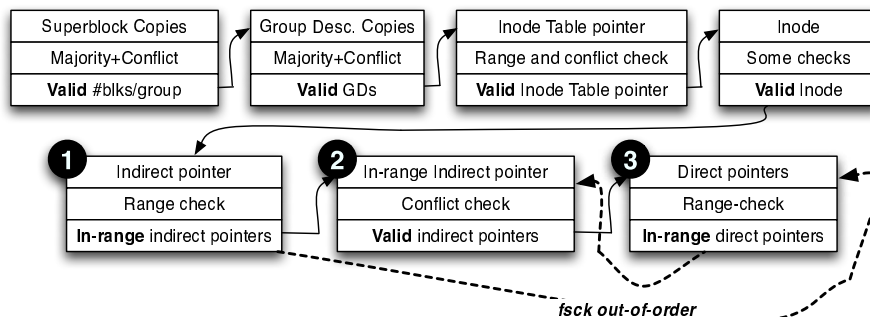 Superblock Copies
Majority+Conflict
Valid #blks/group
Group Desc. Copies
Majority+Conflict
Valid GDs
Inode Table pointer
Range and conflict check
Valid Inode Table pointer
Inode
Some checks
Valid Inode
1
Indirect pointer
Range check
In-range indirect pointers
2
In-range Indirect pointer
Conflict check
Valid indirect pointers
3
Direct pointers
Range-check
In-range direct pointers
fsck out-of-order